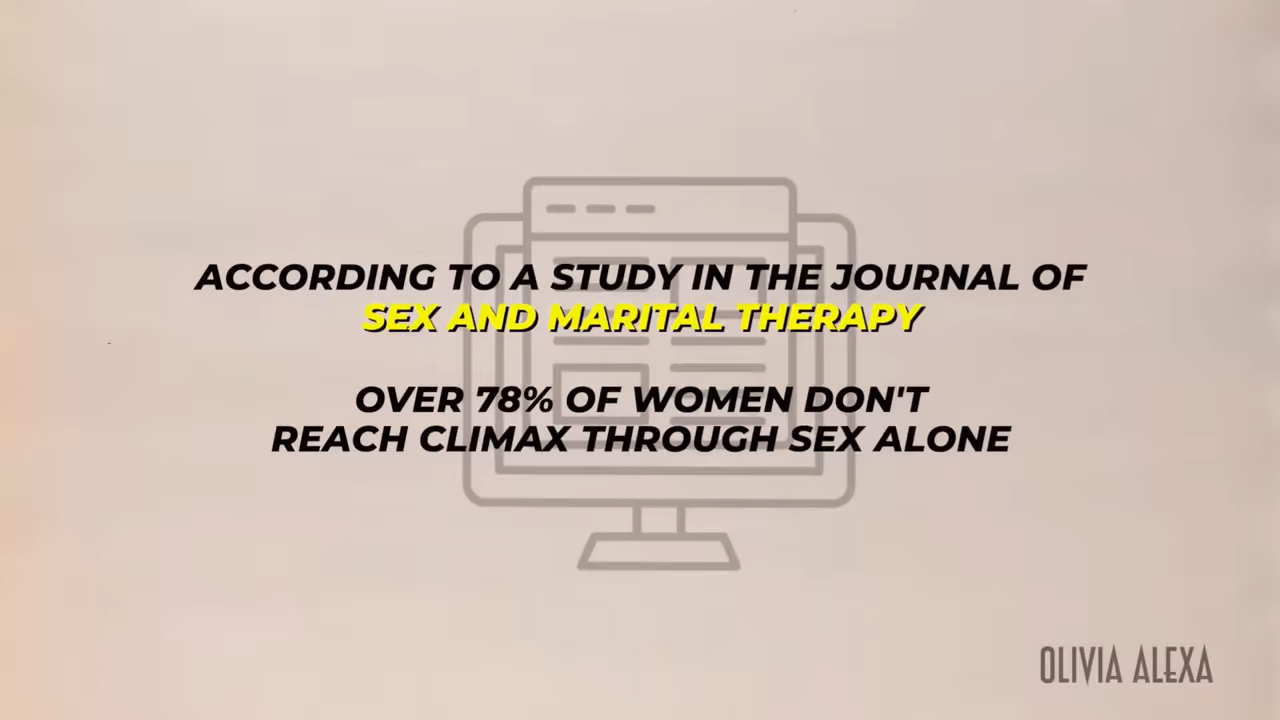 ACCORDING TO A STUDY IN THE JOURNAL OF
SEX AND MARITAL THERAPY
OVER 78% OF WOMEN DON'T
REACH CLIMAX THROUGH SEX ALONE
OLIVIA ALEXA